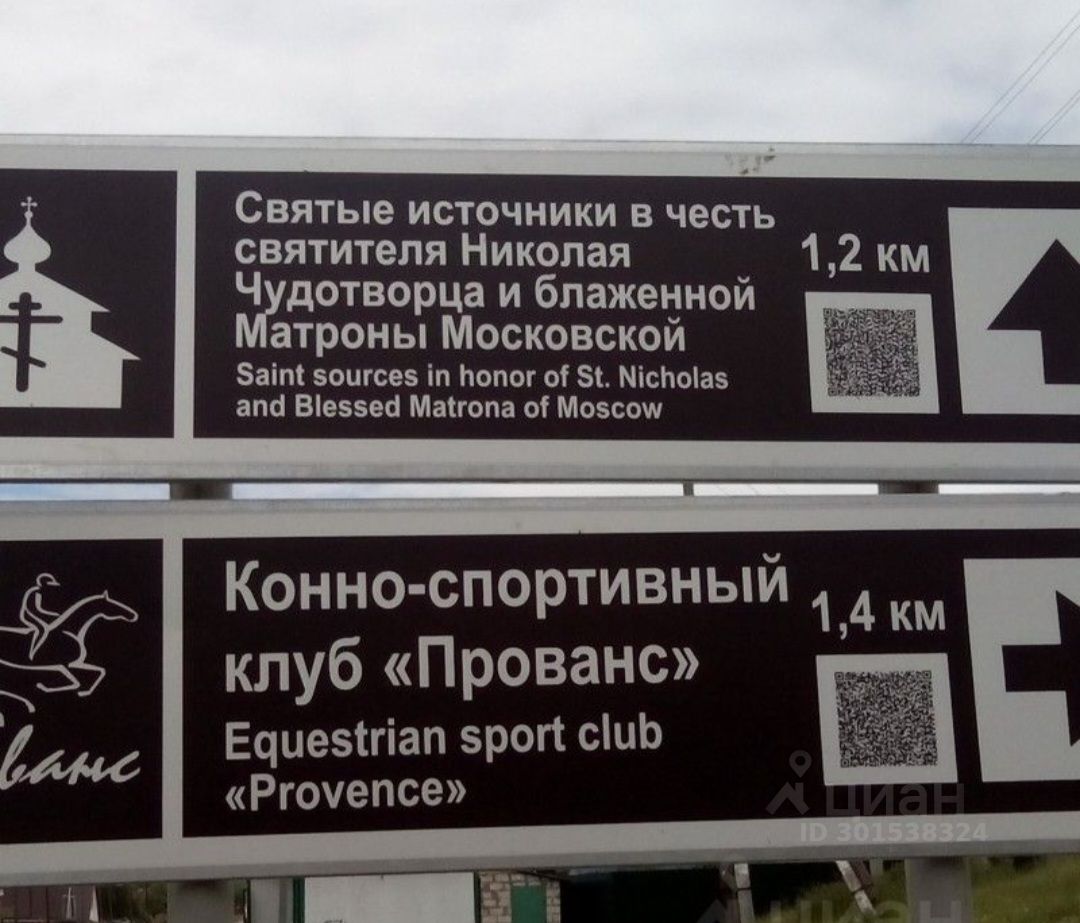 Святые источники в честь
святителя Николая
Чудотворца и блаженной
Матроны Московской
Saint sources in honor of St. Nicholas
and Blessed Matrona of Moscow
1,2 км
Конно-спортивный
клуб «Прованс»
Equestrian sport club
«Provence»
1,4 км
циан
ID 301538324